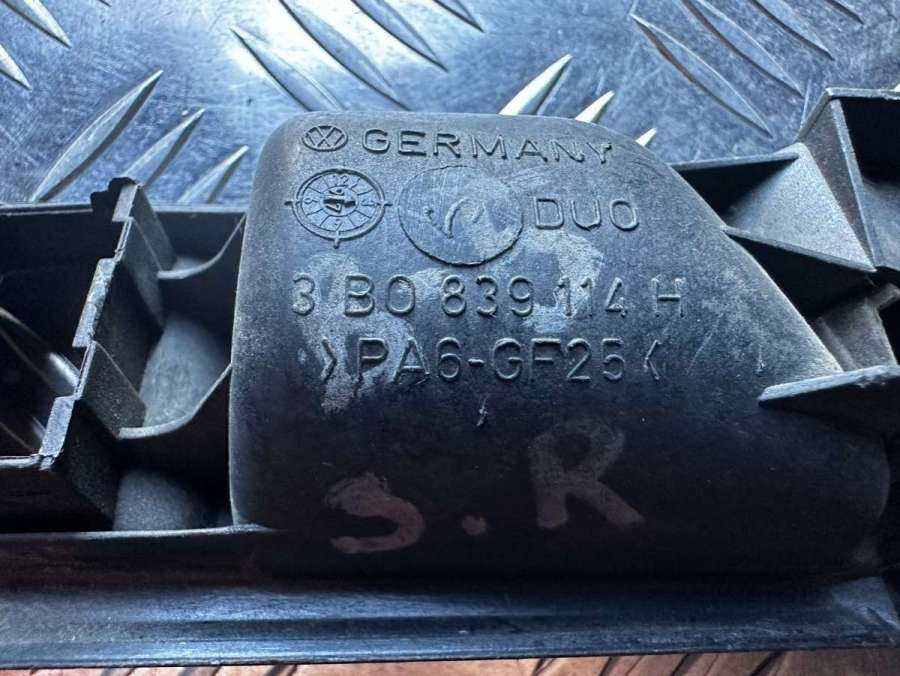 GERMANY
DUO
3 B0 839 114 H
>PA6-GF25<
S.R